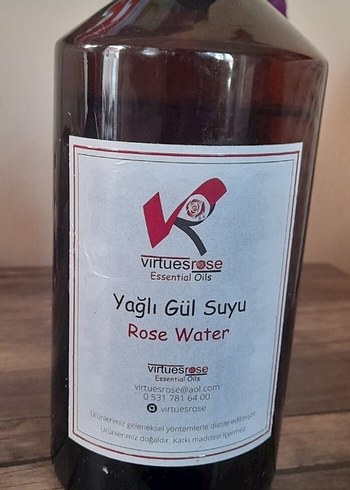 virtuesrose
Essential Oils
Yağlı Gül Suyu
Rose Water
virtuesrose
Essential Oils
virtuesrose@aol.com
0 531 781 64 00
virtuesrose
Ürünlerimiz geleneksel yöntemlerle distile edilmiştir.
Ürünlerimiz doğaldır. Katkı maddesi içermez.